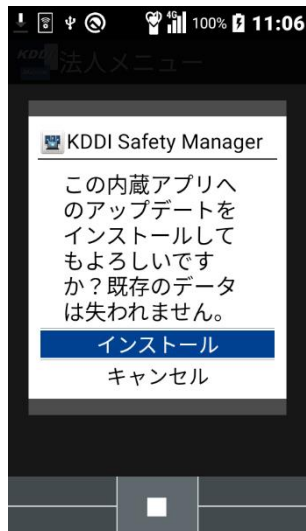 4G 100% 11:06
KDDI 法人メニュー
KDDI Safety Manager
この内蔵アプリへ
のアップデートを
インストールして
もよろしいです
か？既存のデータ
は失われません。
インストール
キャンセル